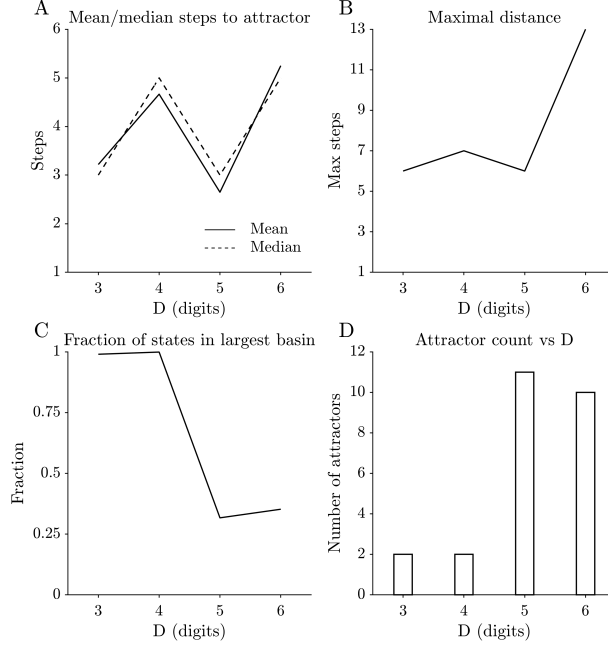 A
Mean/median steps to attractor
6
5
4
3
2
1
Steps
Mean
Median
3 4 5 6
D (digits)
B
Maximal distance
13
11
9
7
5
3
1
Max steps
3 4 5 6
D (digits)
C
Fraction of states in largest basin
1
0.75
0.5
0.25
0
Fraction
3 4 5 6
D (digits)
D
Attractor count vs D
12
10
8
6
4
2
0
Number of attractors
3 4 5 6
D (digits)